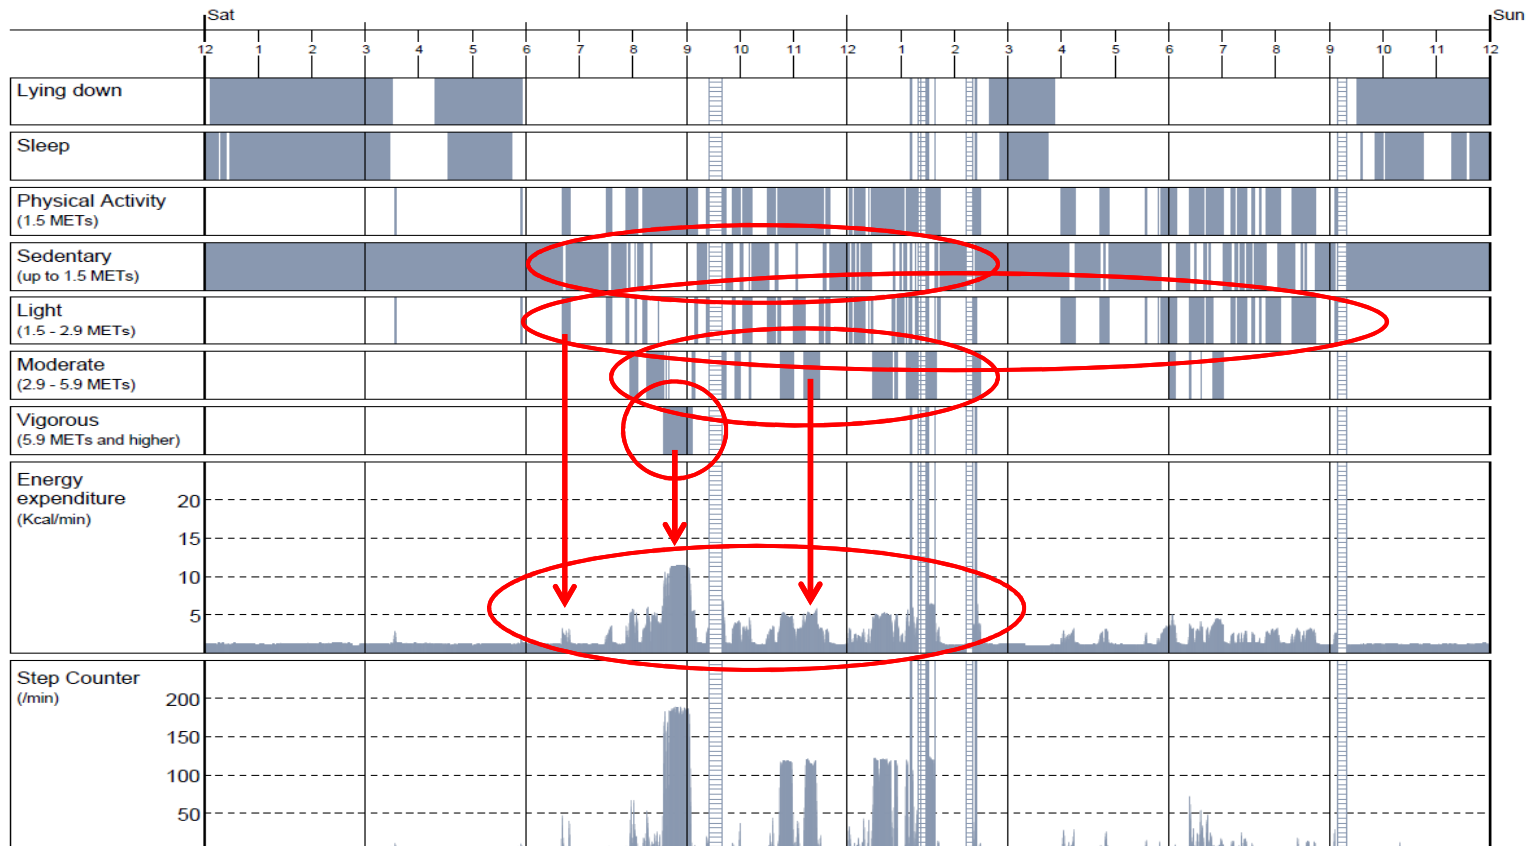 Sat Sun
12 1 2 3 4 5 6 7 8 9 10 11 12 1 2 3 4 5 6 7 8 9 10 11 12
Lying down
Sleep
Physical Activity
(1.5 METs)
Sedentary
(up to 1.5 METs)
Light
(1.5 - 2.9 METs)
Moderate
(2.9 - 5.9 METs)
Vigorous
(5.9 METs and higher)
Energy
expenditure
(Kcal/min)
20
15
10
5
Step Counter
(/min)
200
150
100
50